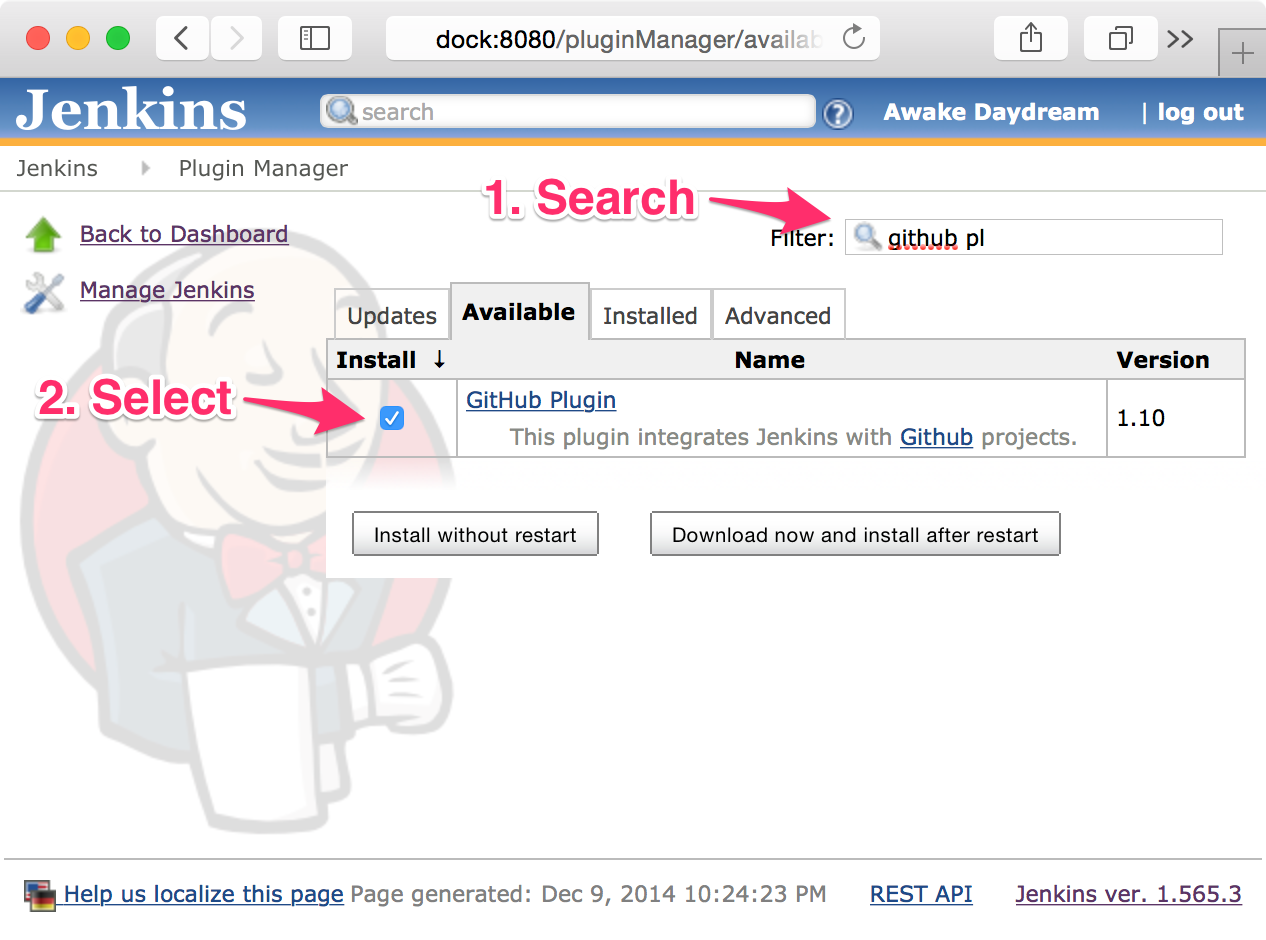 dock:8080/pluginManager/availab
Jenkins
search
Awake Daydream
| log out
Jenkins
Plugin Manager
1. Search
Back to Dashboard
Filter:
github pl
Manage Jenkins
Updates
Available
Installed
Advanced
Install ↓
Name
Version
2. Select
GitHub Plugin
This plugin integrates Jenkins with Github projects.
1.10
Install without restart
Download now and install after restart
Help us localize this page Page generated: Dec 9, 2014 10:24:23 PM
REST API
Jenkins ver. 1.565.3